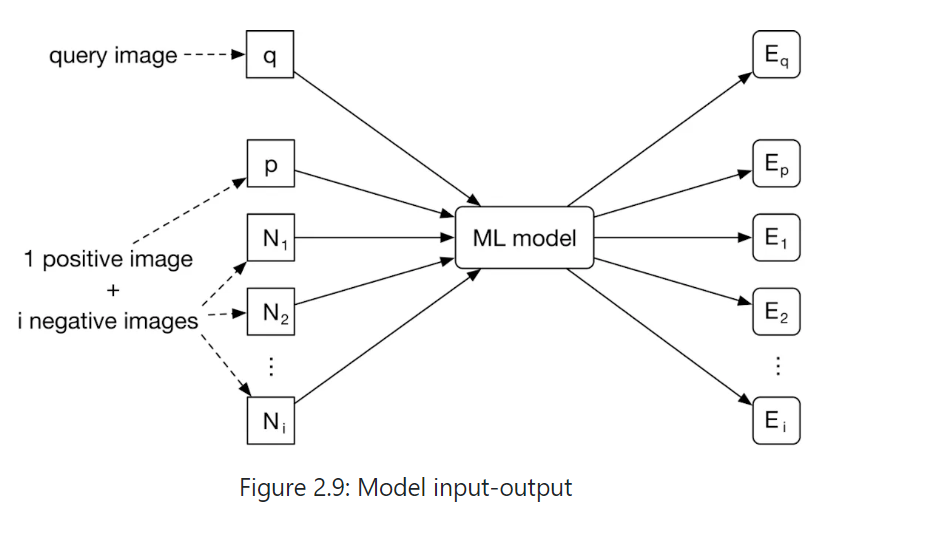 query image
q
E_q
p
E_p
1 positive image
+
i negative images
N_1
ML model
E_1
N_2
E_2
⋮
⋮
N_i
E_i
Figure 2.9: Model input-output